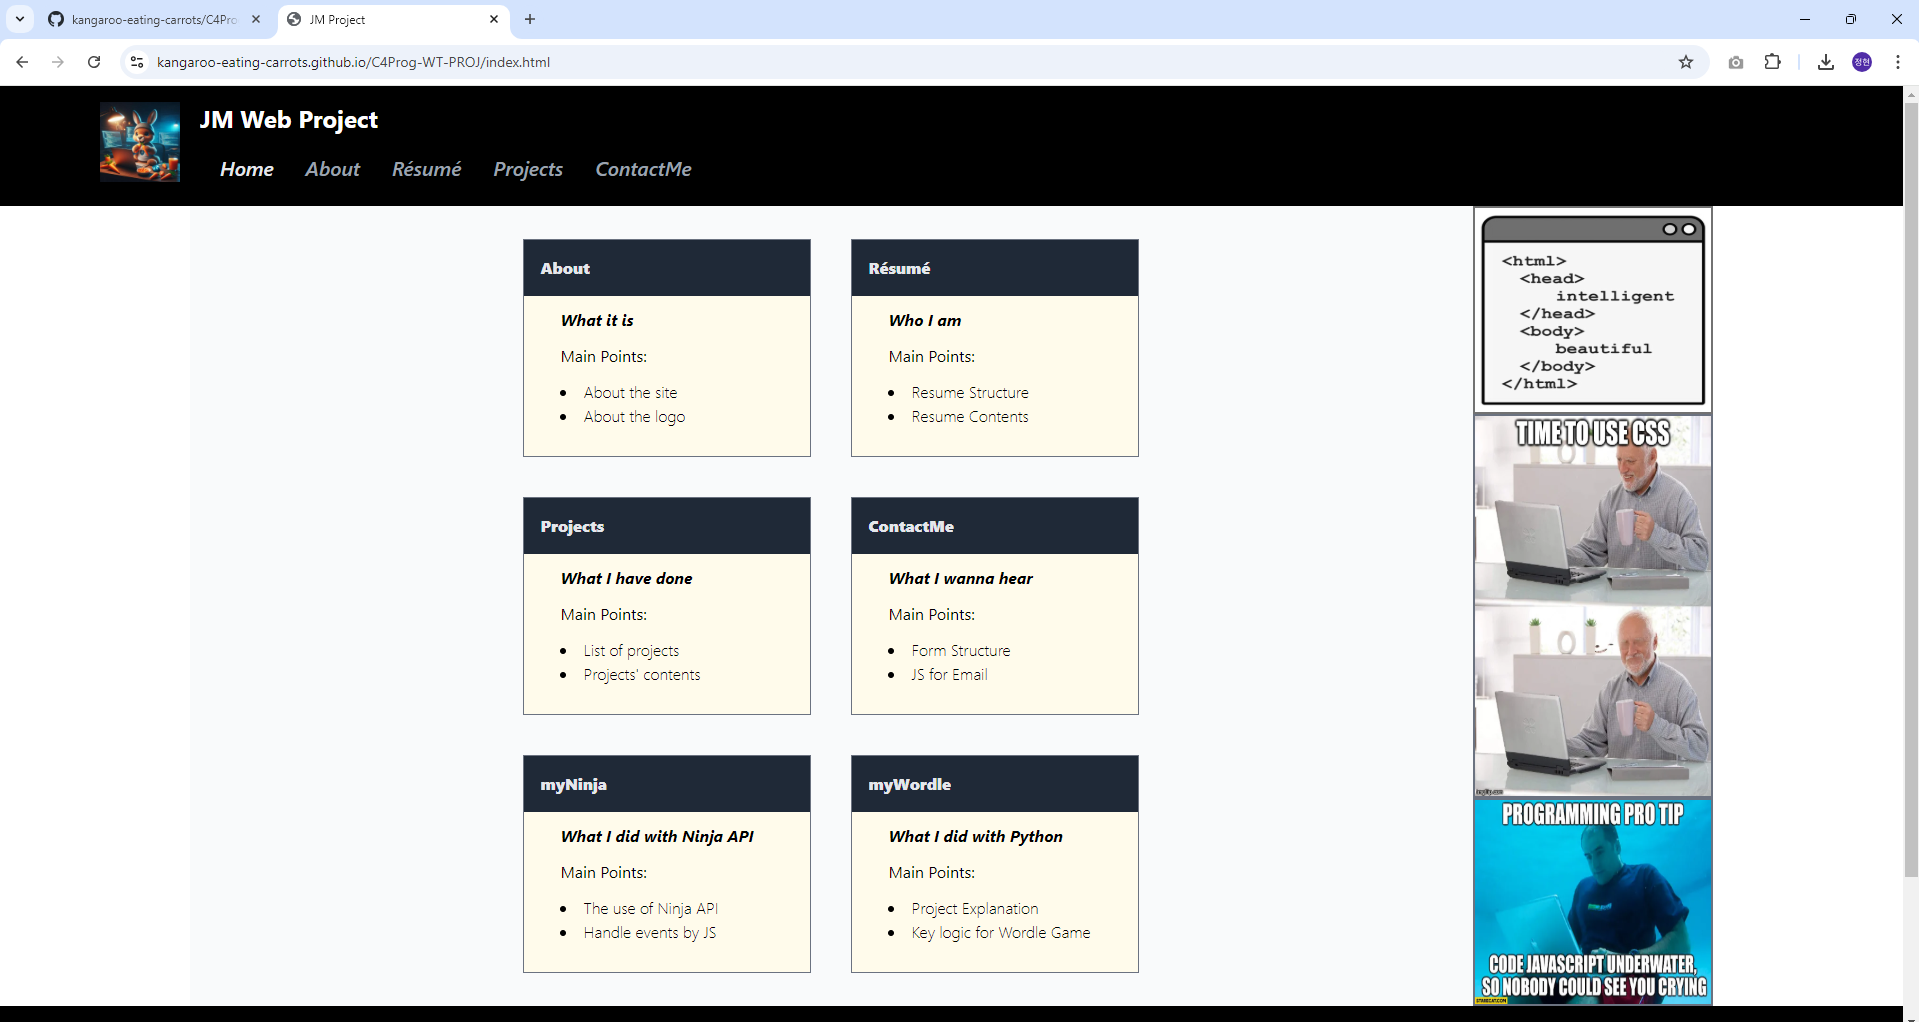 kangaroo-eating-carrots/C4Pro
JM Project
kangaroo-eating-carrots.github.io/C4Prog-WT-PROJ/index.html
정현
JM Web Project
Home About Résumé Projects ContactMe
About
What it is
Main Points:
• About the site
• About the logo
Résumé
Who I am
Main Points:
• Resume Structure
• Resume Contents
Projects
What I have done
Main Points:
• List of projects
• Projects' contents
ContactMe
What I wanna hear
Main Points:
• Form Structure
• JS for Email
myNinja
What I did with Ninja API
Main Points:
• The use of Ninja API
• Handle events by JS
myWordle
What I did with Python
Main Points:
• Project Explanation
• Key logic for Wordle Game
<html>
<head>
intelligent
</head>
<body>
beautiful
</body>
</html>
TIME TO USE CSS
imgflip.com
PROGRAMMING PRO TIP
CODE JAVASCRIPT UNDERWATER,
SO NOBODY COULD SEE YOU CRYING
STARECAT.COM